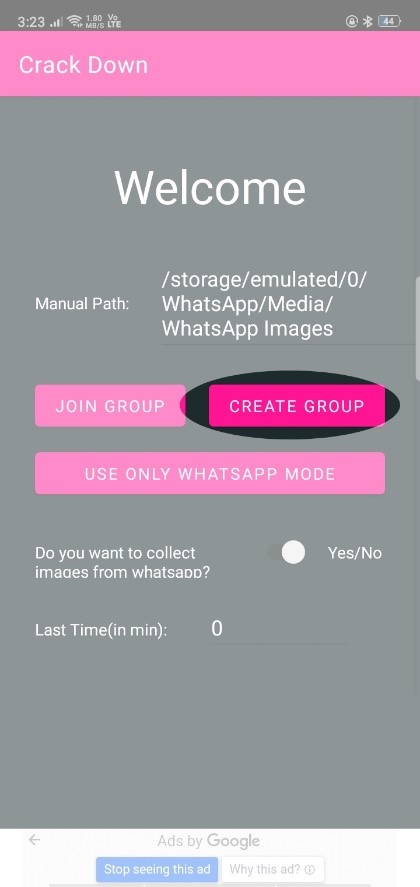 3:23 1.80 MB/S Vo LTE 44
Crack Down
Welcome
/storage/emulated/0/
Manual Path: WhatsApp/Media/
WhatsApp Images
JOIN GROUP CREATE GROUP
USE ONLY WHATSAPP MODE
Do you want to collect Yes/No
images from whatsapp?
Last Time(in min): 0
Ads by Google
Stop seeing this ad Why this ad?